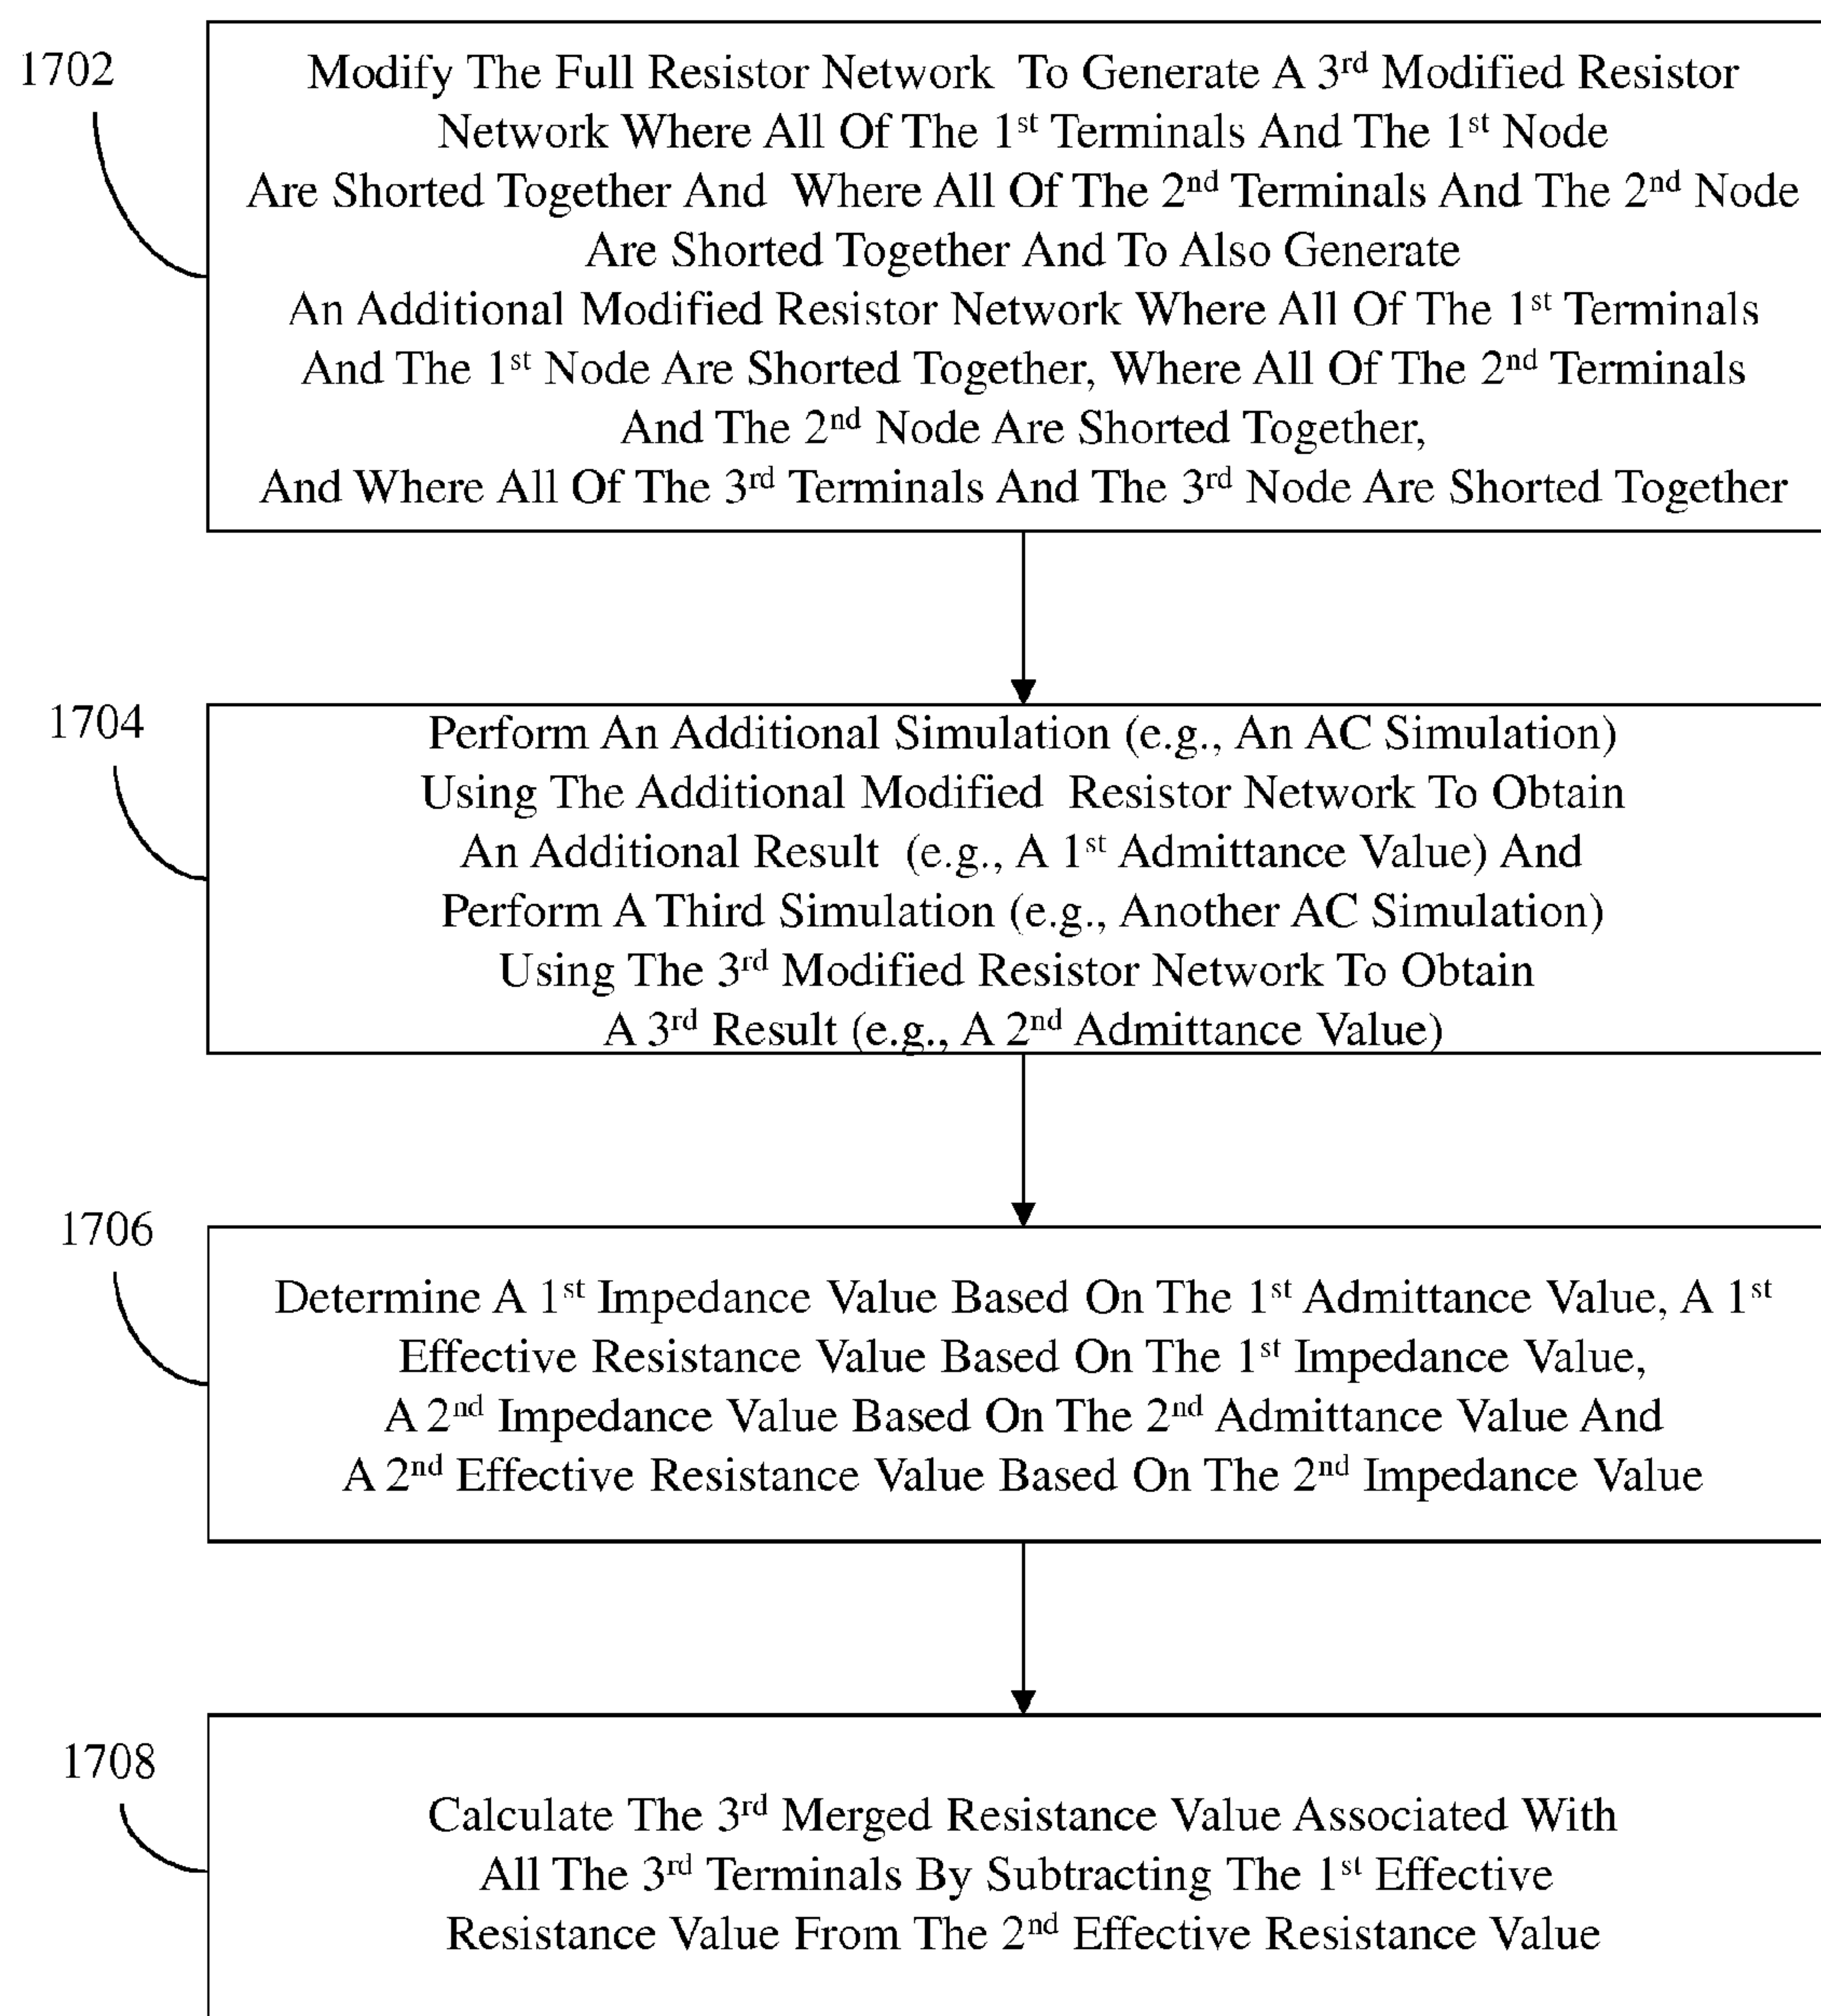 1702
Modify The Full Resistor Network To Generate A 3rd Modified Resistor
Network Where All Of The 1st Terminals And The 1st Node
Are Shorted Together And Where All Of The 2nd Terminals And The 2nd Node
Are Shorted Together And To Also Generate
An Additional Modified Resistor Network Where All Of The 1st Terminals
And The 1st Node Are Shorted Together, Where All Of The 2nd Terminals
And The 2nd Node Are Shorted Together,
And Where All Of The 3rd Terminals And The 3rd Node Are Shorted Together
1704
Perform An Additional Simulation (e.g., An AC Simulation)
Using The Additional Modified Resistor Network To Obtain
An Additional Result (e.g., A 1st Admittance Value) And
Perform A Third Simulation (e.g., Another AC Simulation)
Using The 3rd Modified Resistor Network To Obtain
A 3rd Result (e.g., A 2nd Admittance Value)
1706
Determine A 1st Impedance Value Based On The 1st Admittance Value, A 1st
Effective Resistance Value Based On The 1st Impedance Value,
A 2nd Impedance Value Based On The 2nd Admittance Value And
A 2nd Effective Resistance Value Based On The 2nd Impedance Value
1708
Calculate The 3rd Merged Resistance Value Associated With
All The 3rd Terminals By Subtracting The 1st Effective
Resistance Value From The 2nd Effective Resistance Value